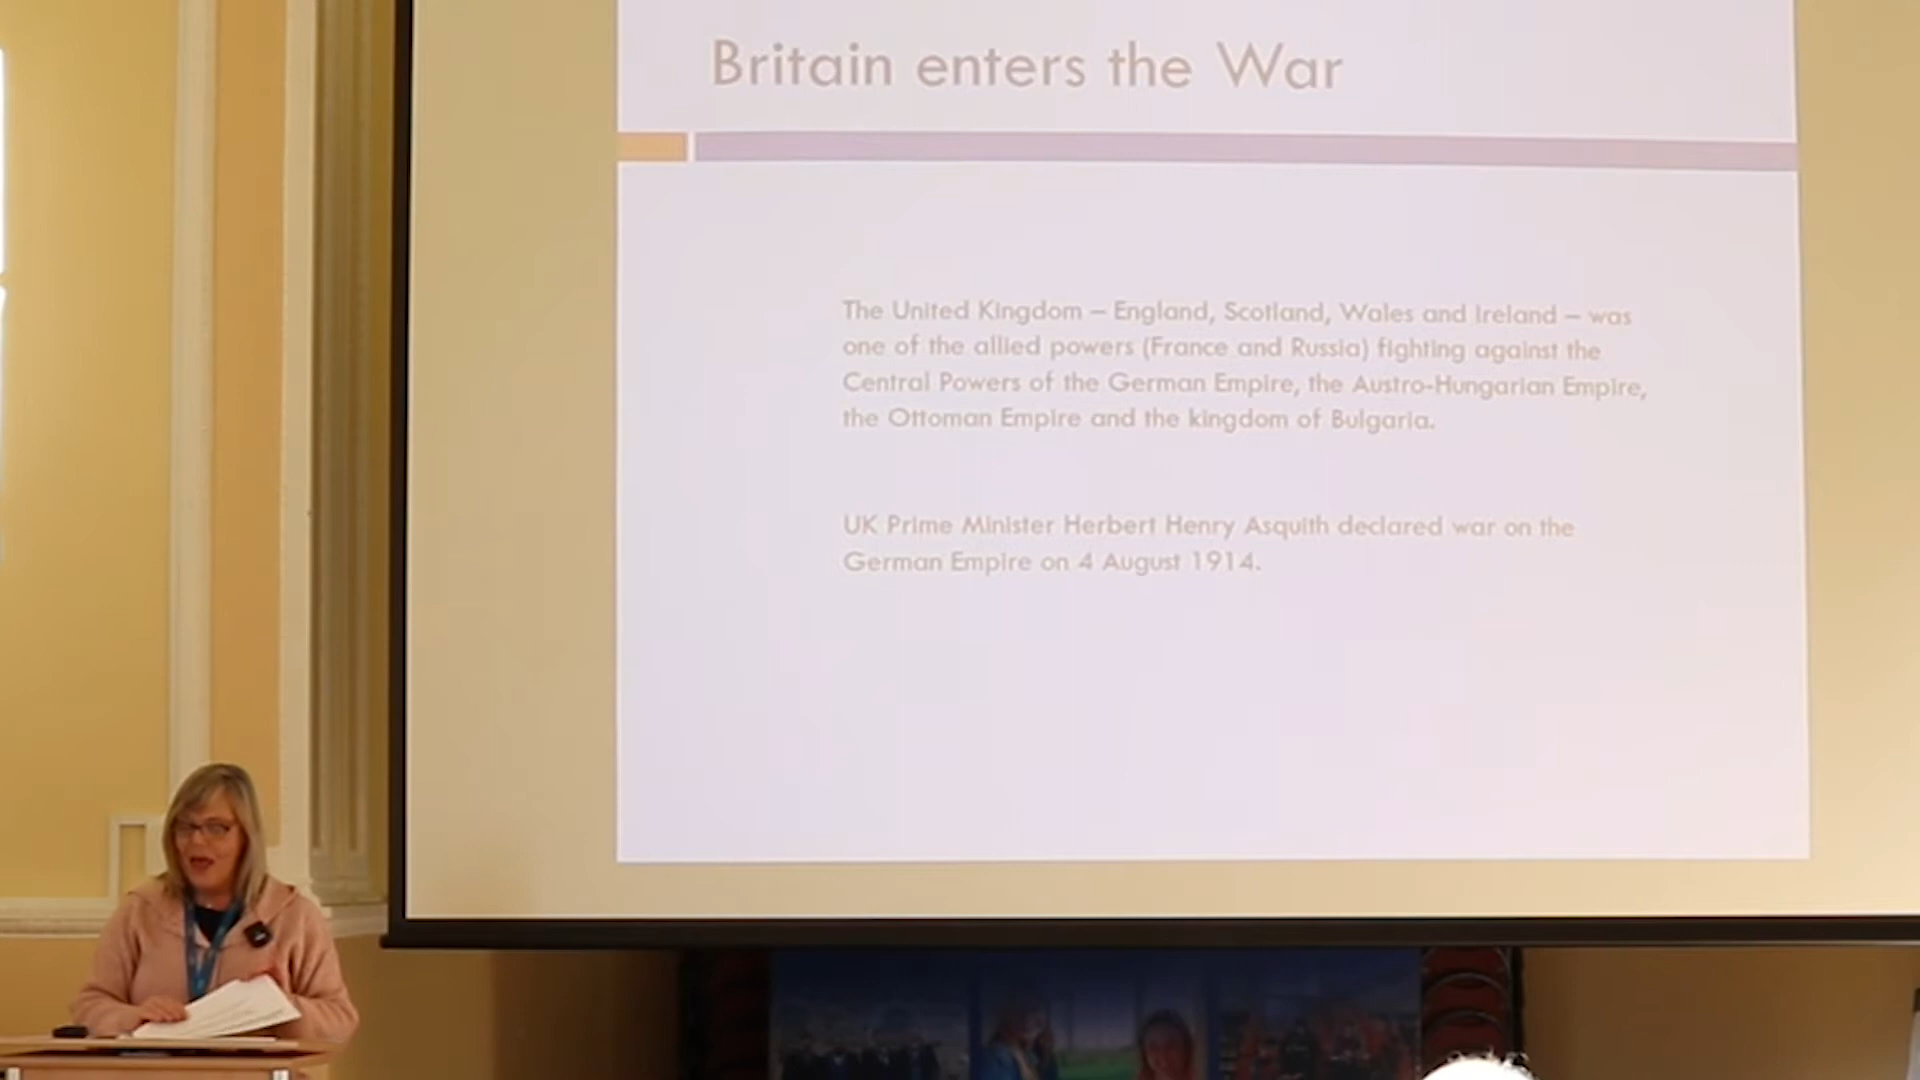 Britain enters the War
The United Kingdom – England, Scotland, Wales and Ireland – was
one of the allied powers (France and Russia) fighting against the
Central Powers of the German Empire, the Austro-Hungarian Empire,
the Ottoman Empire and the kingdom of Bulgaria.
UK Prime Minister Herbert Henry Asquith declared war on the
German Empire on 4 August 1914.